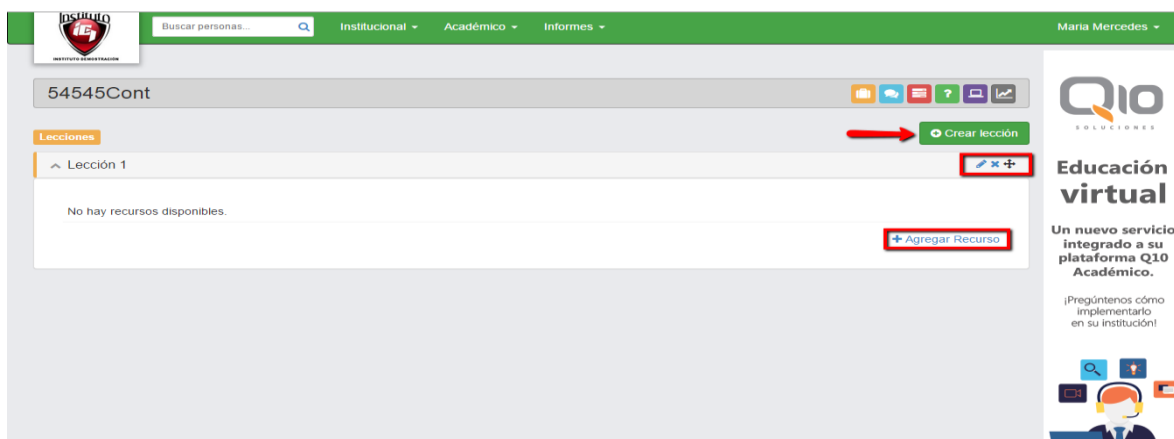 Instituto
INSTITUTO DEMOSTRACIÓN
Buscar personas...
Institucional
Académico
Informes
Maria Mercedes
54545Cont
?
Lecciones
Crear lección
Lección 1
No hay recursos disponibles.
+ Agregar Recurso
Q10
SOLUCIONES
Educación
virtual
Un nuevo servicio
integrado a su
plataforma Q10
Académico.
¡Pregúntenos cómo
implementarlo
en su institución!